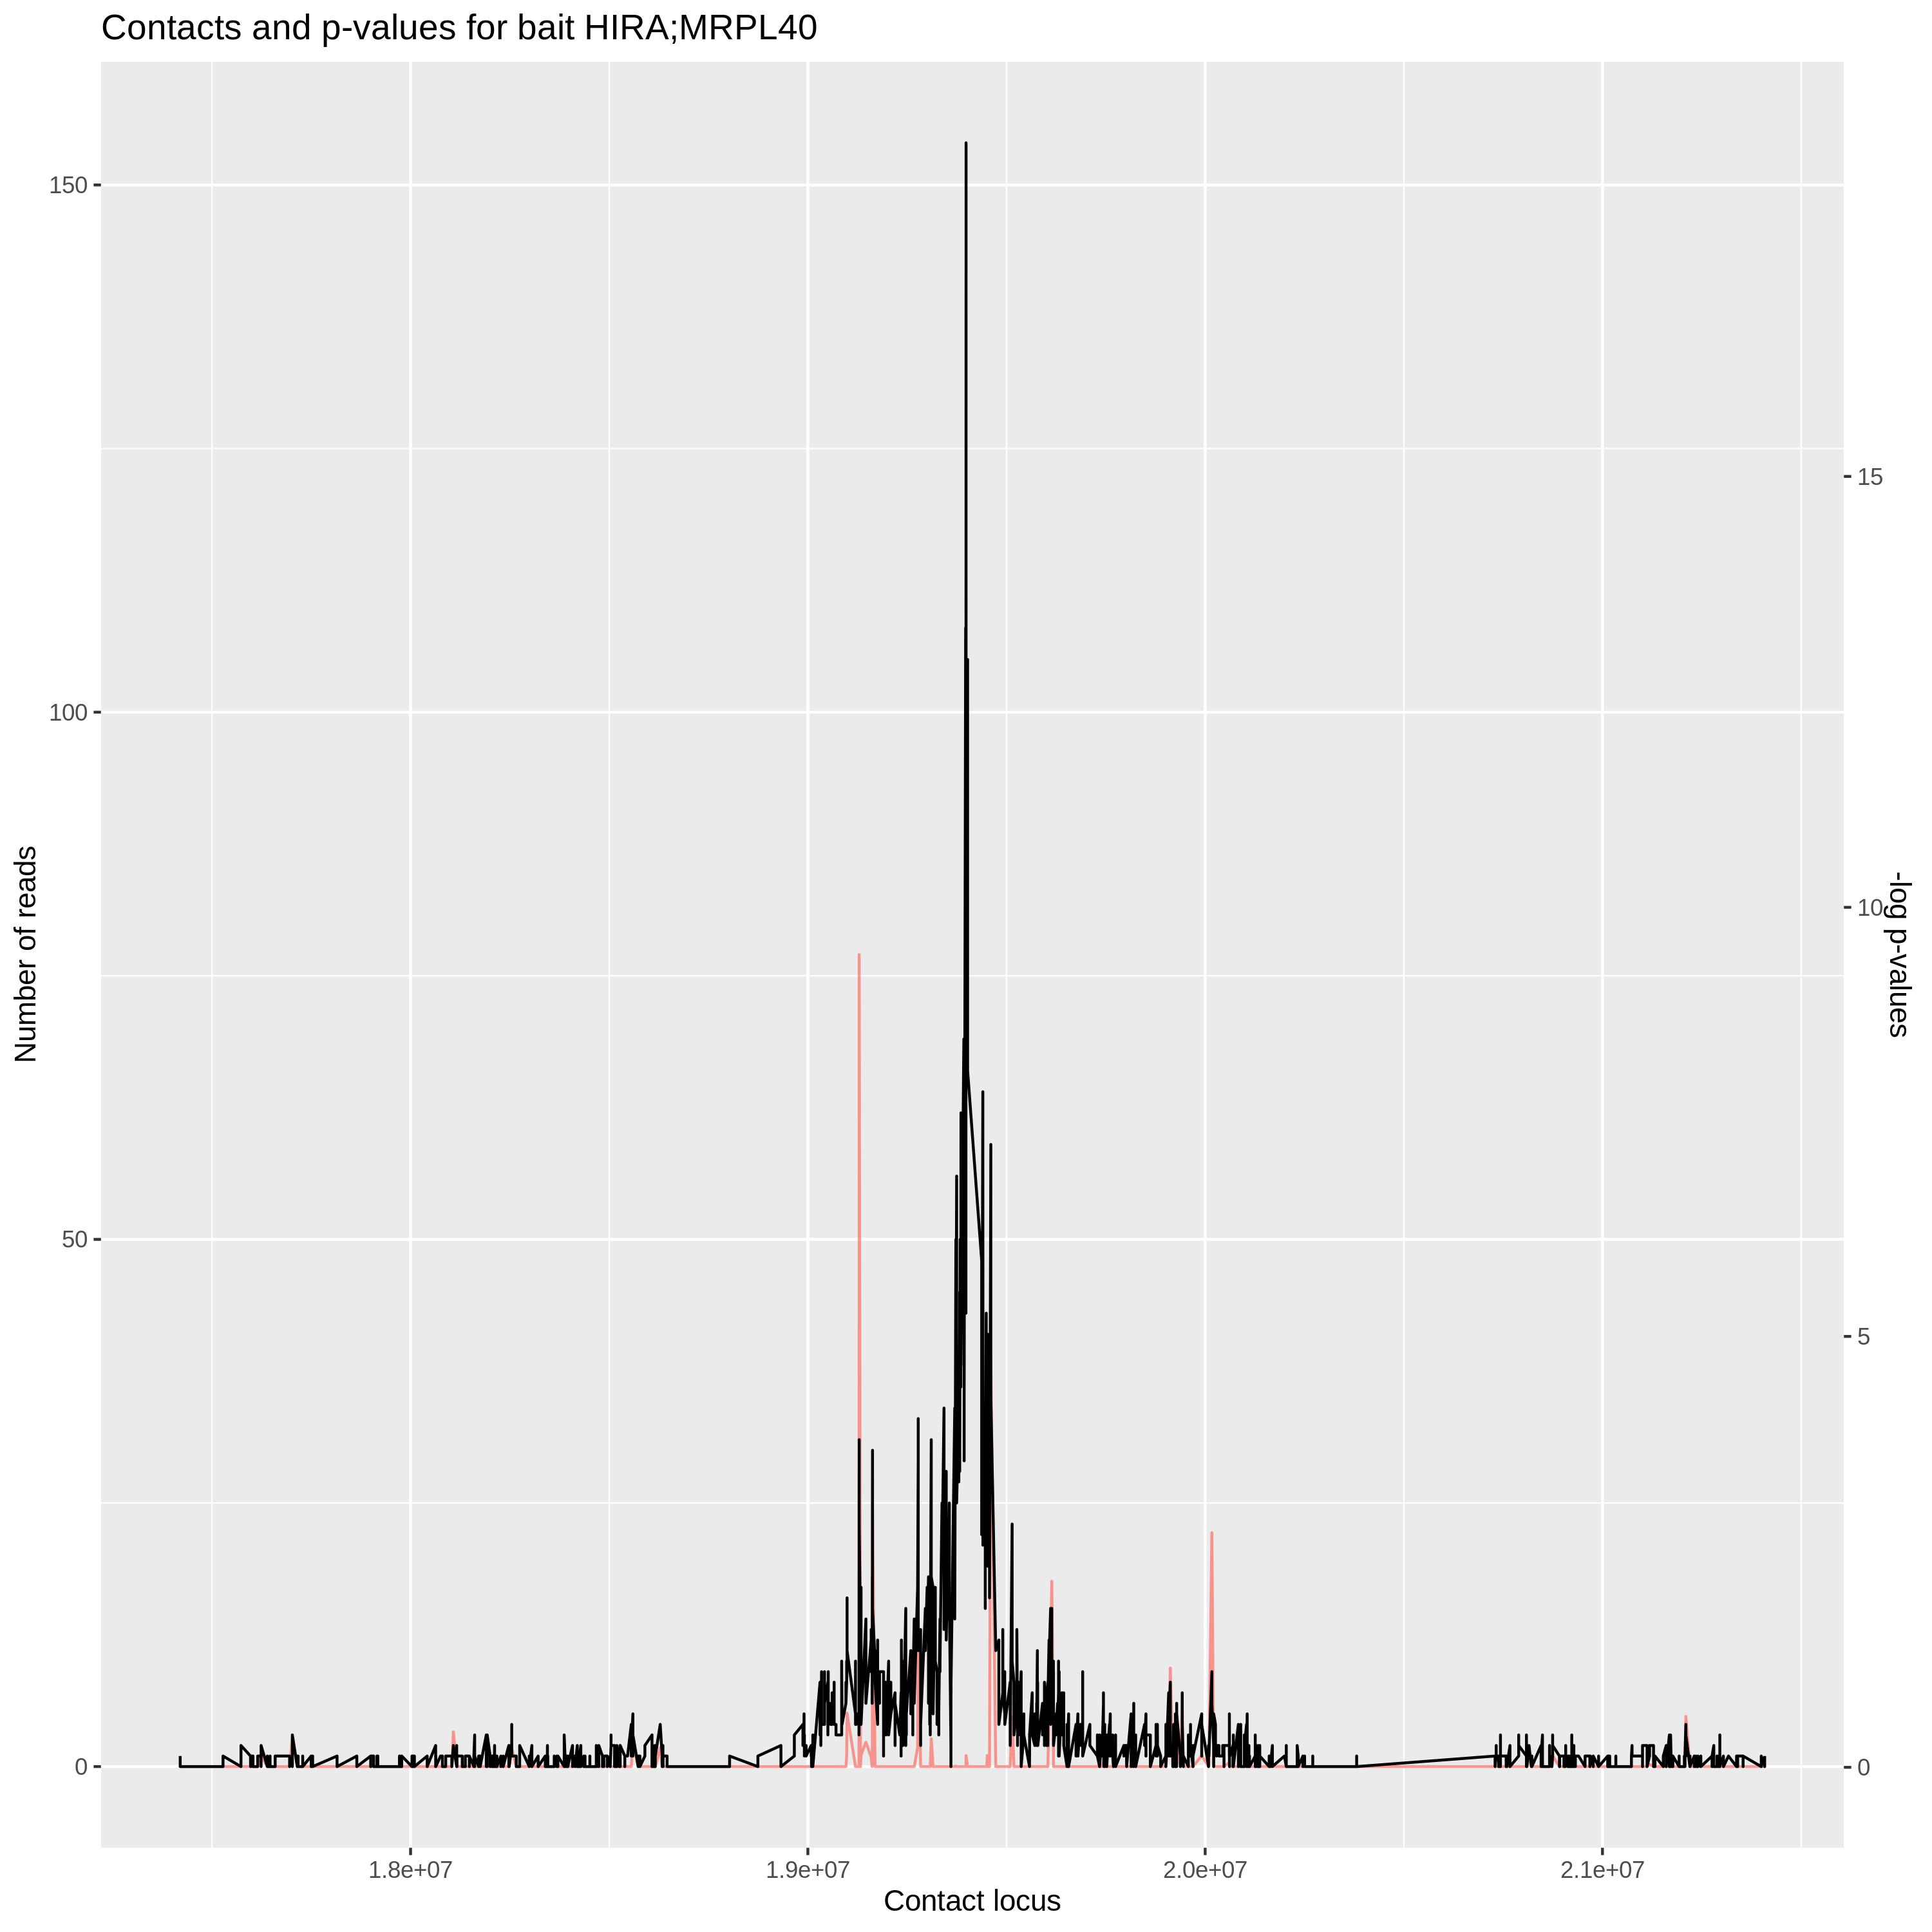 Contacts and p-values for bait HIRA;MRPL40
150
100
50
0
Number of reads
15
10
5
0
-log p-values
1.8e+07
1.9e+07
2.0e+07
2.1e+07
Contact locus